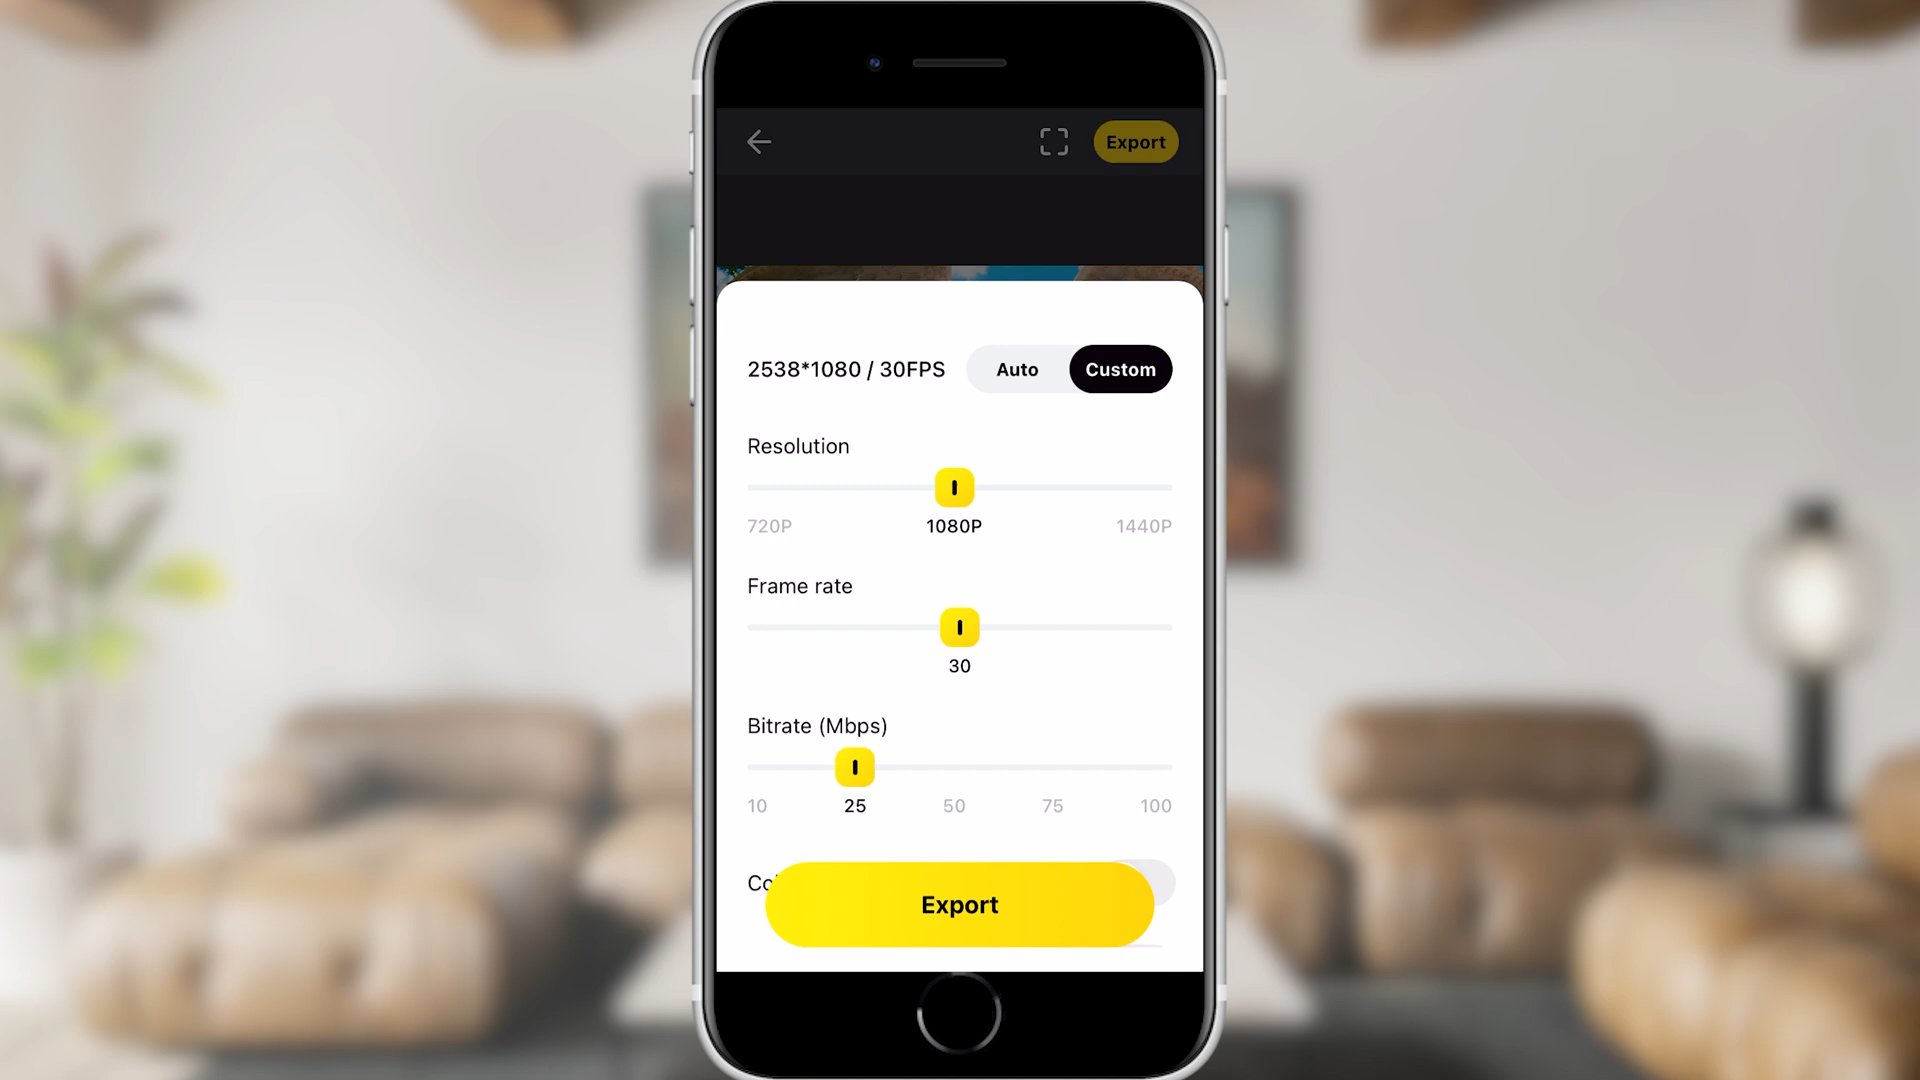 Export
2538*1080 / 30FPS Auto Custom
Resolution
720P 1080P 1440P
Frame rate
30
Bitrate (Mbps)
10 25 50 75 100
Co
Export